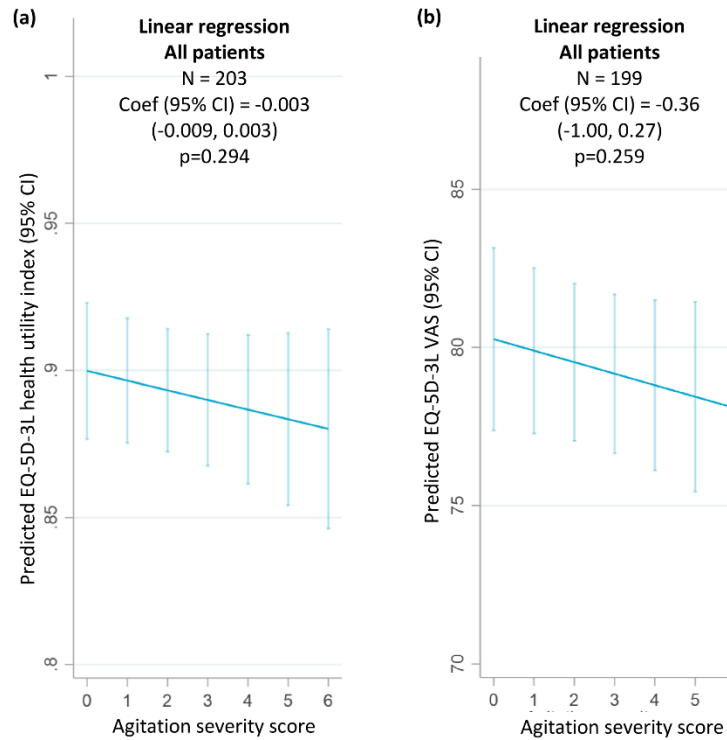 (a)
Linear regression
All patients
N = 203
Coef (95% CI) = -0.003
(-0.009, 0.003)
p=0.294
Predicted EQ-5D-3L health utility index (95% CI)
1
.95
.9
.85
.8
0 1 2 3 4 5 6
Agitation severity score
(b)
Linear regression
All patients
N = 199
Coef (95% CI) = -0.36
(-1.00, 0.27)
p=0.259
Predicted EQ-5D-3L VAS (95% CI)
85
80
75
70
0 1 2 3 4 5
Agitation severity score